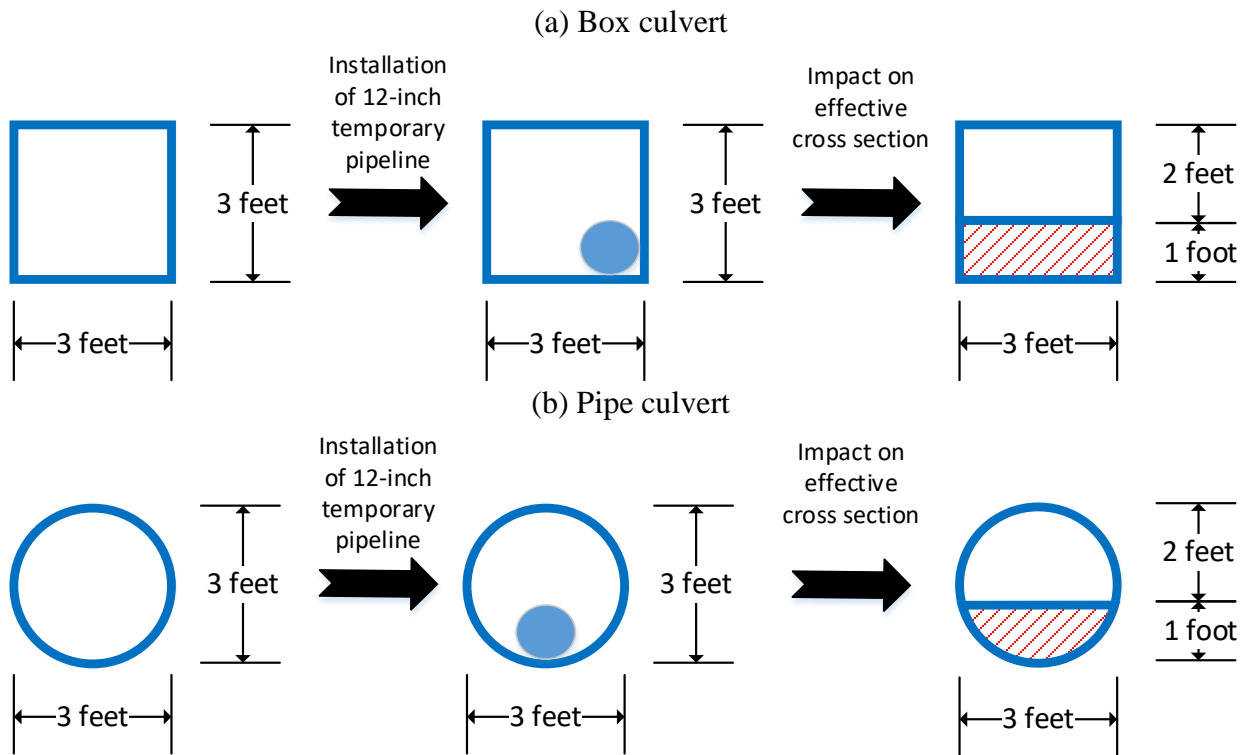 (a) Box culvert
Installation
of 12-inch
temporary
pipeline
Impact on
effective
cross section
3 feet
3 feet
2 feet
1 foot
3 feet
3 feet
3 feet
(b) Pipe culvert
Installation
of 12-inch
temporary
pipeline
Impact on
effective
cross section
3 feet
3 feet
2 feet
1 foot
3 feet
3 feet
3 feet